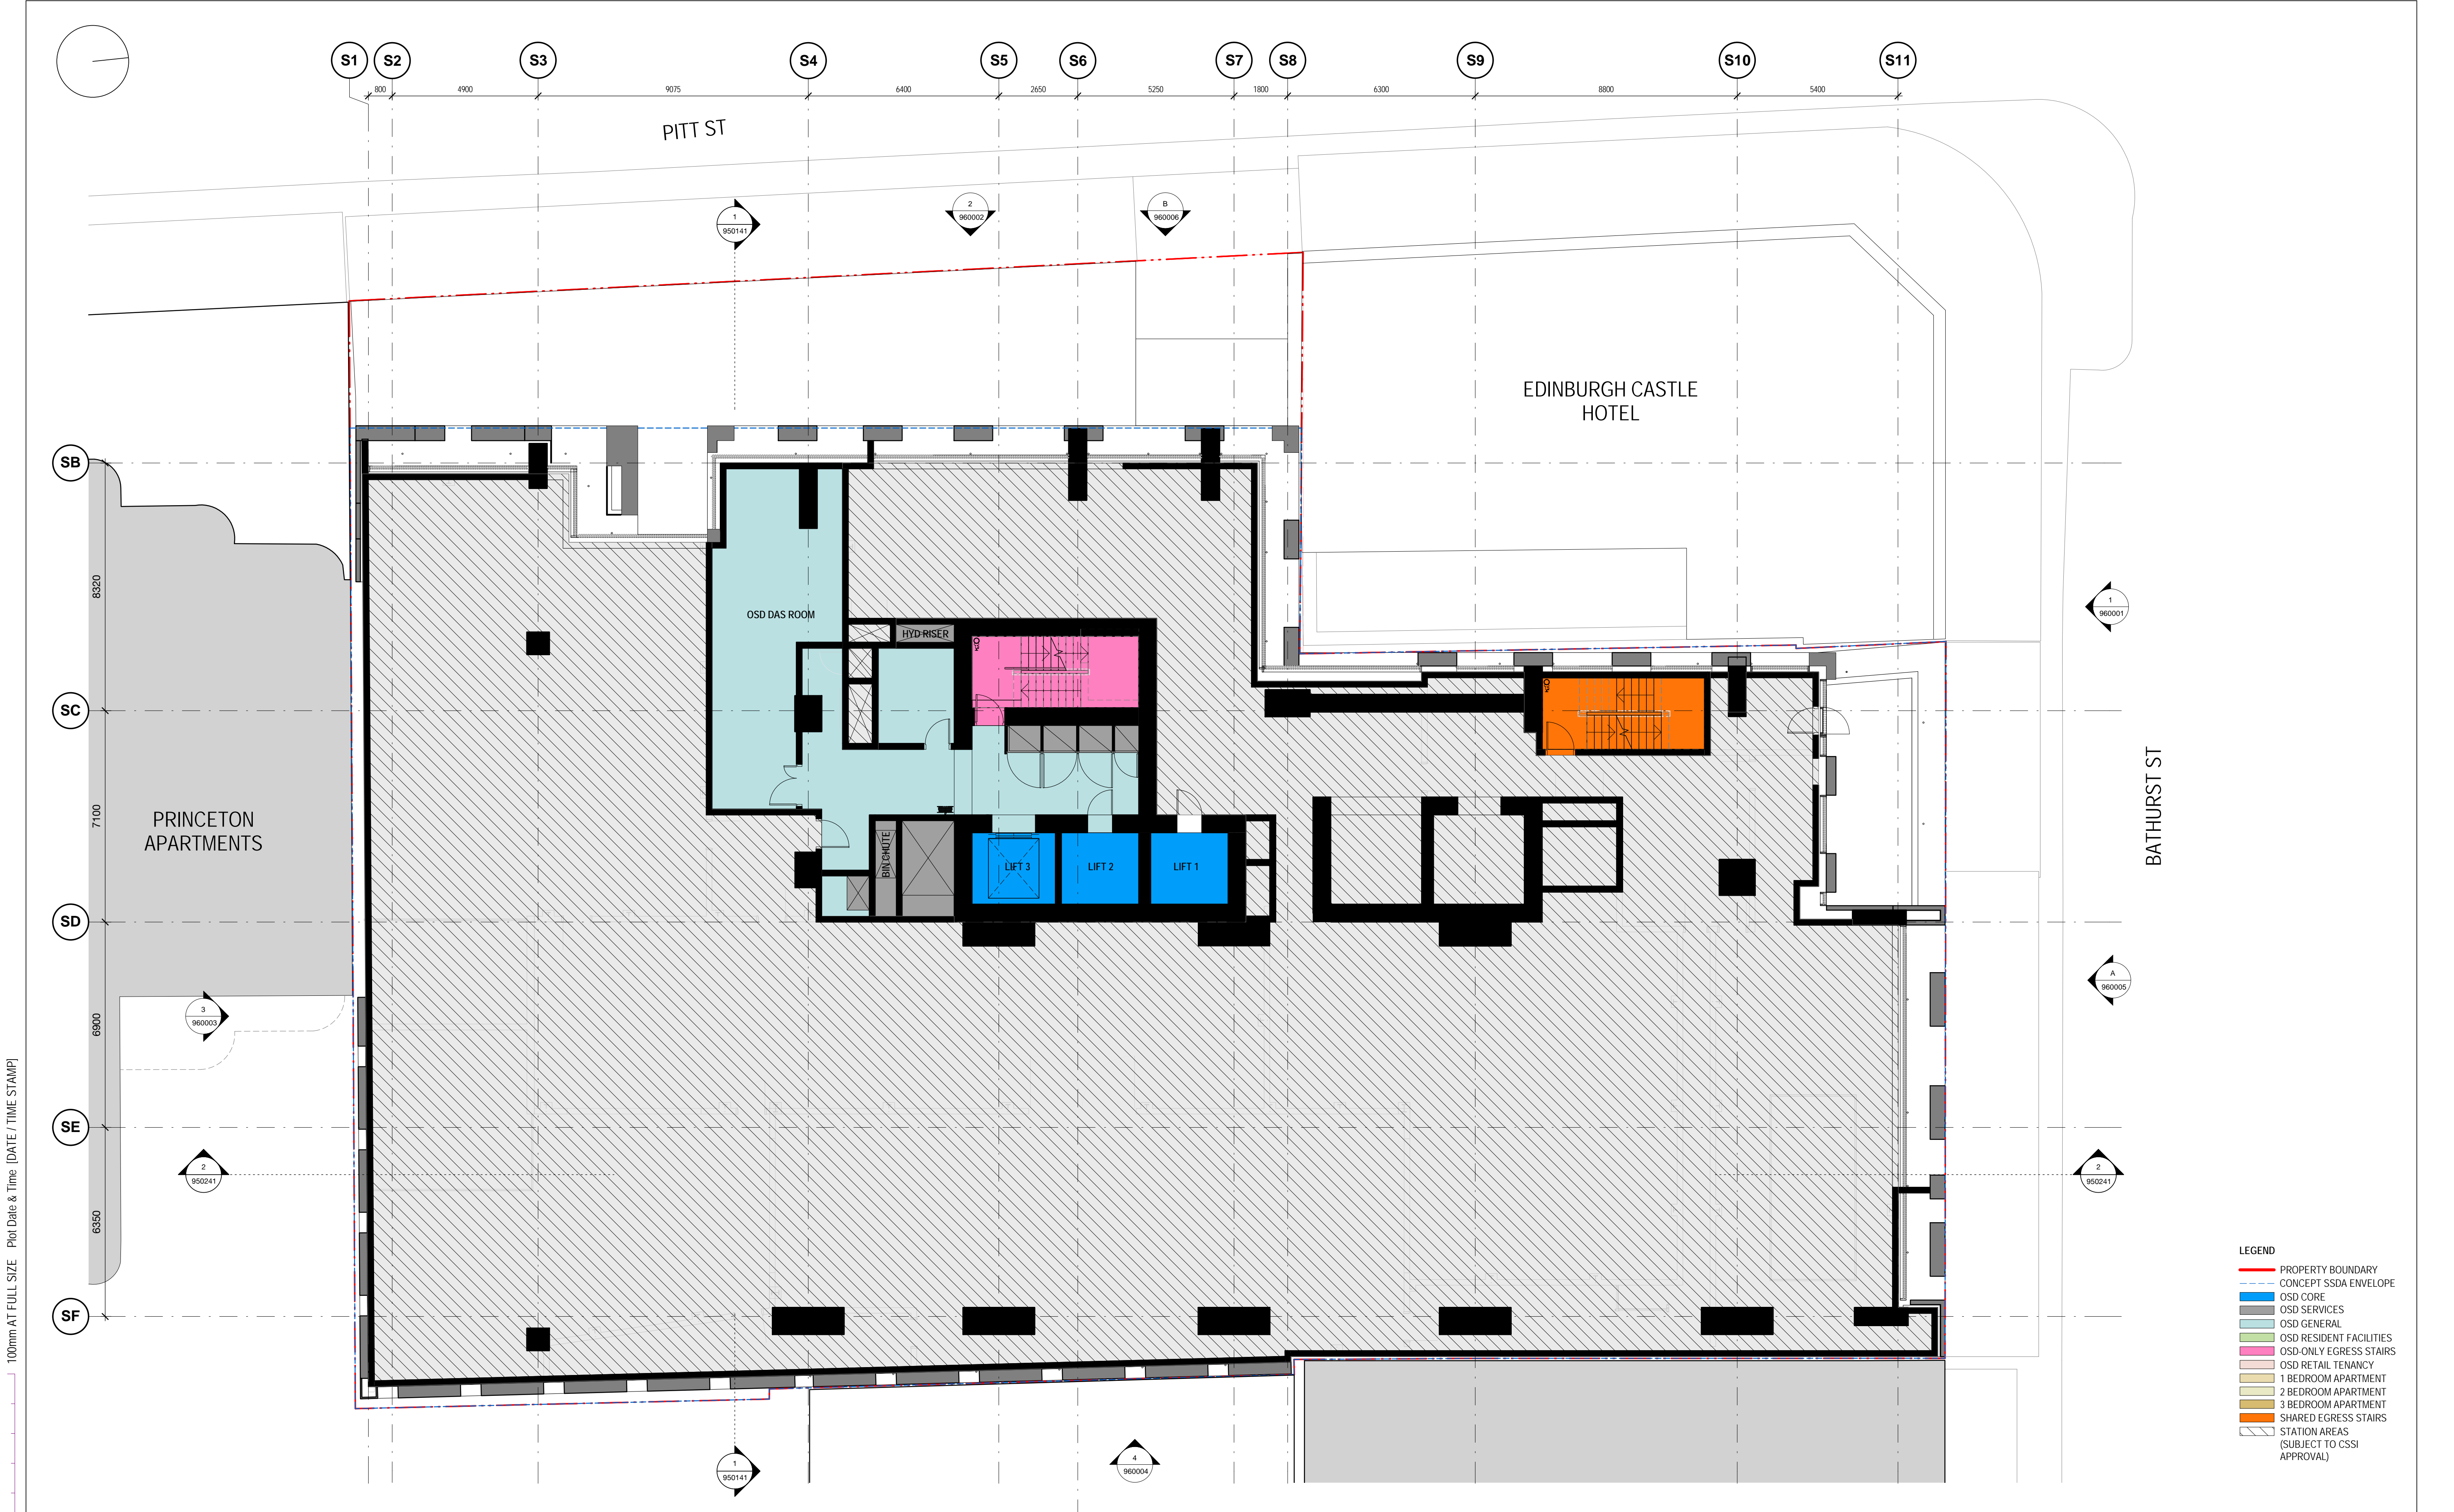 S1 S2 S3 S4 S5 S6 S7 S8 S9 S10 S11
800 4900 9075 6400 2650 5250 1800 6300 8800 5400
PITT ST
1
950141
2
960002
B
960006
EDINBURGH CASTLE
HOTEL
SB
8320
OSD DAS ROOM
HYD RISER
1
960001
SC
7100
PRINCETON
APARTMENTS
BIN CHUTE
LIFT 3
LIFT 2
LIFT 1
BATHURST ST
SD
6900
3
960003
A
960005
SE
2
950241
2
950241
6350
SF
1
950141
4
960004
100mm AT FULL SIZE Plot Date & Time [DATE / TIME STAMP]
LEGEND
PROPERTY BOUNDARY
CONCEPT SSDA ENVELOPE
OSD CORE
OSD SERVICES
OSD GENERAL
OSD RESIDENT FACILITIES
OSD-ONLY EGRESS STAIRS
OSD RETAIL TENANCY
1 BEDROOM APARTMENT
2 BEDROOM APARTMENT
3 BEDROOM APARTMENT
SHARED EGRESS STAIRS
STATION AREAS
(SUBJECT TO CSSI
APPROVAL)